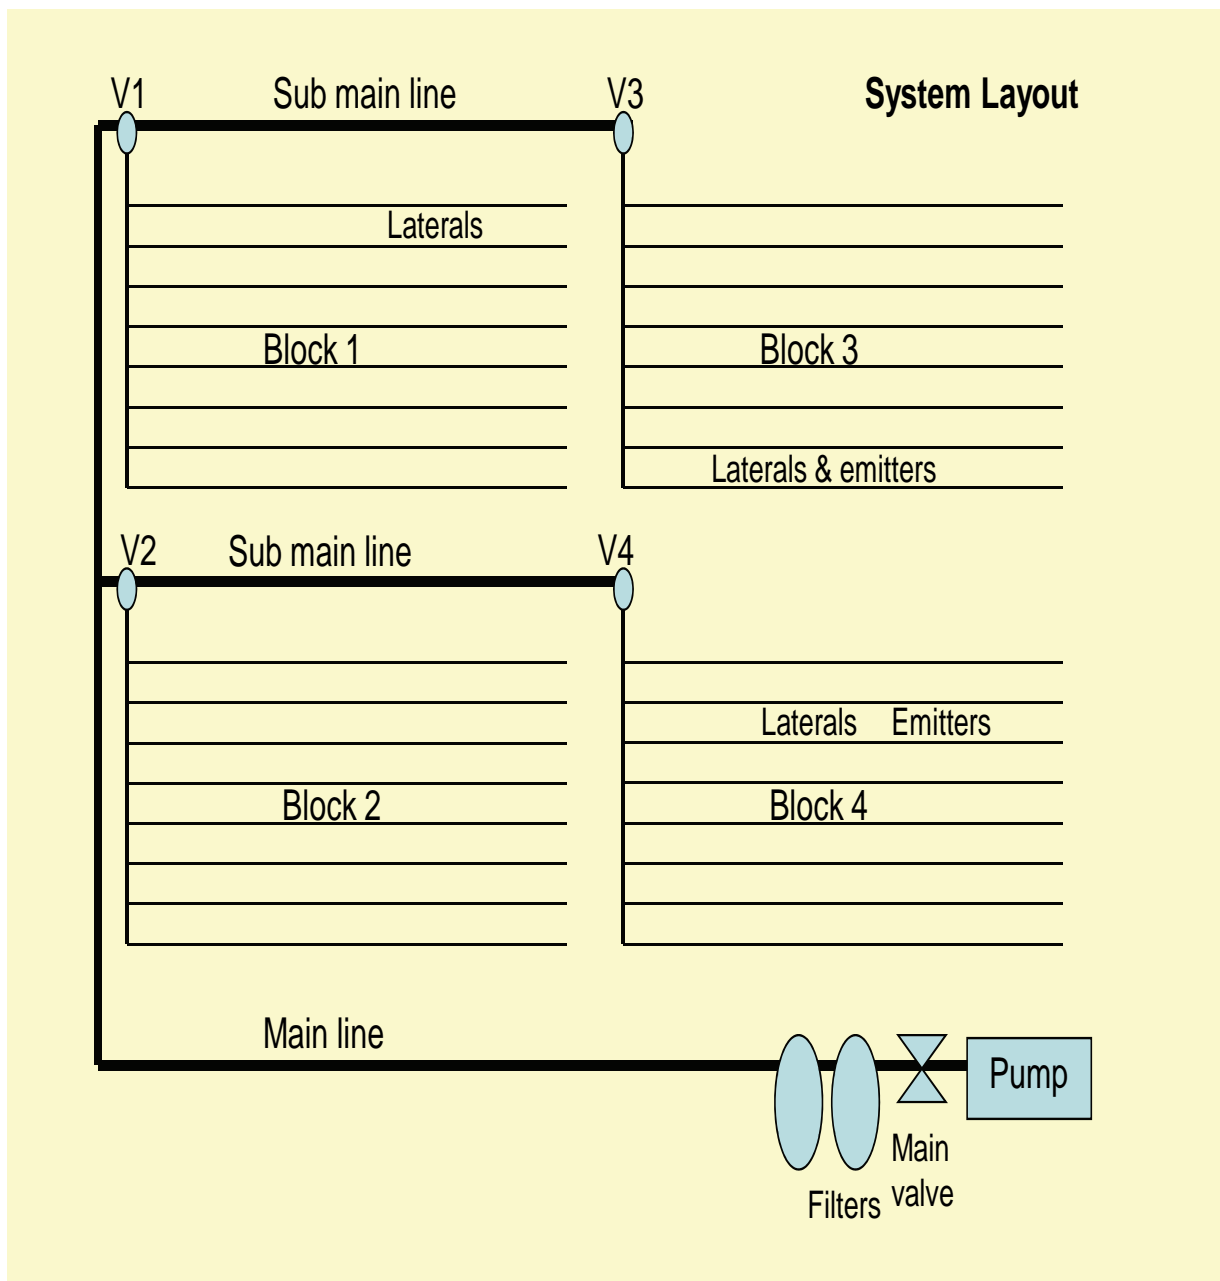 V1 Sub main line V3 System Layout
Laterals
Block 1 Block 3
Laterals & emitters
V2 Sub main line V4
Laterals Emitters
Block 2 Block 4
Main line
Pump
Main
valve
Filters